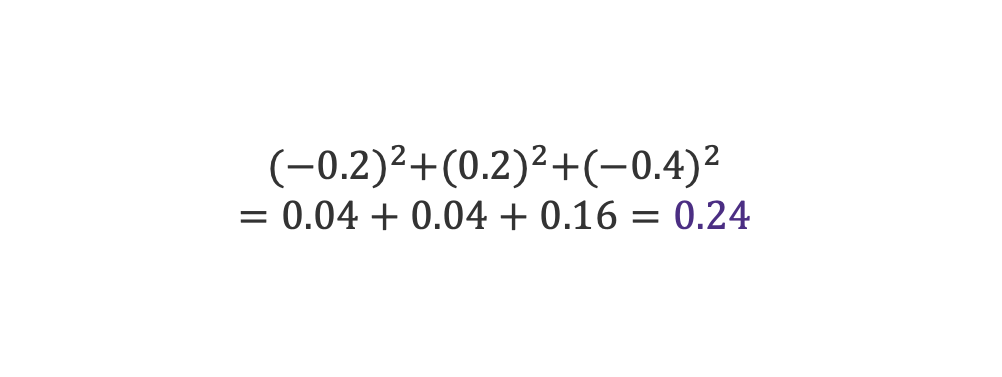 (−0.2)²+(0.2)²+(−0.4)²
= 0.04 + 0.04 + 0.16 = 0.24